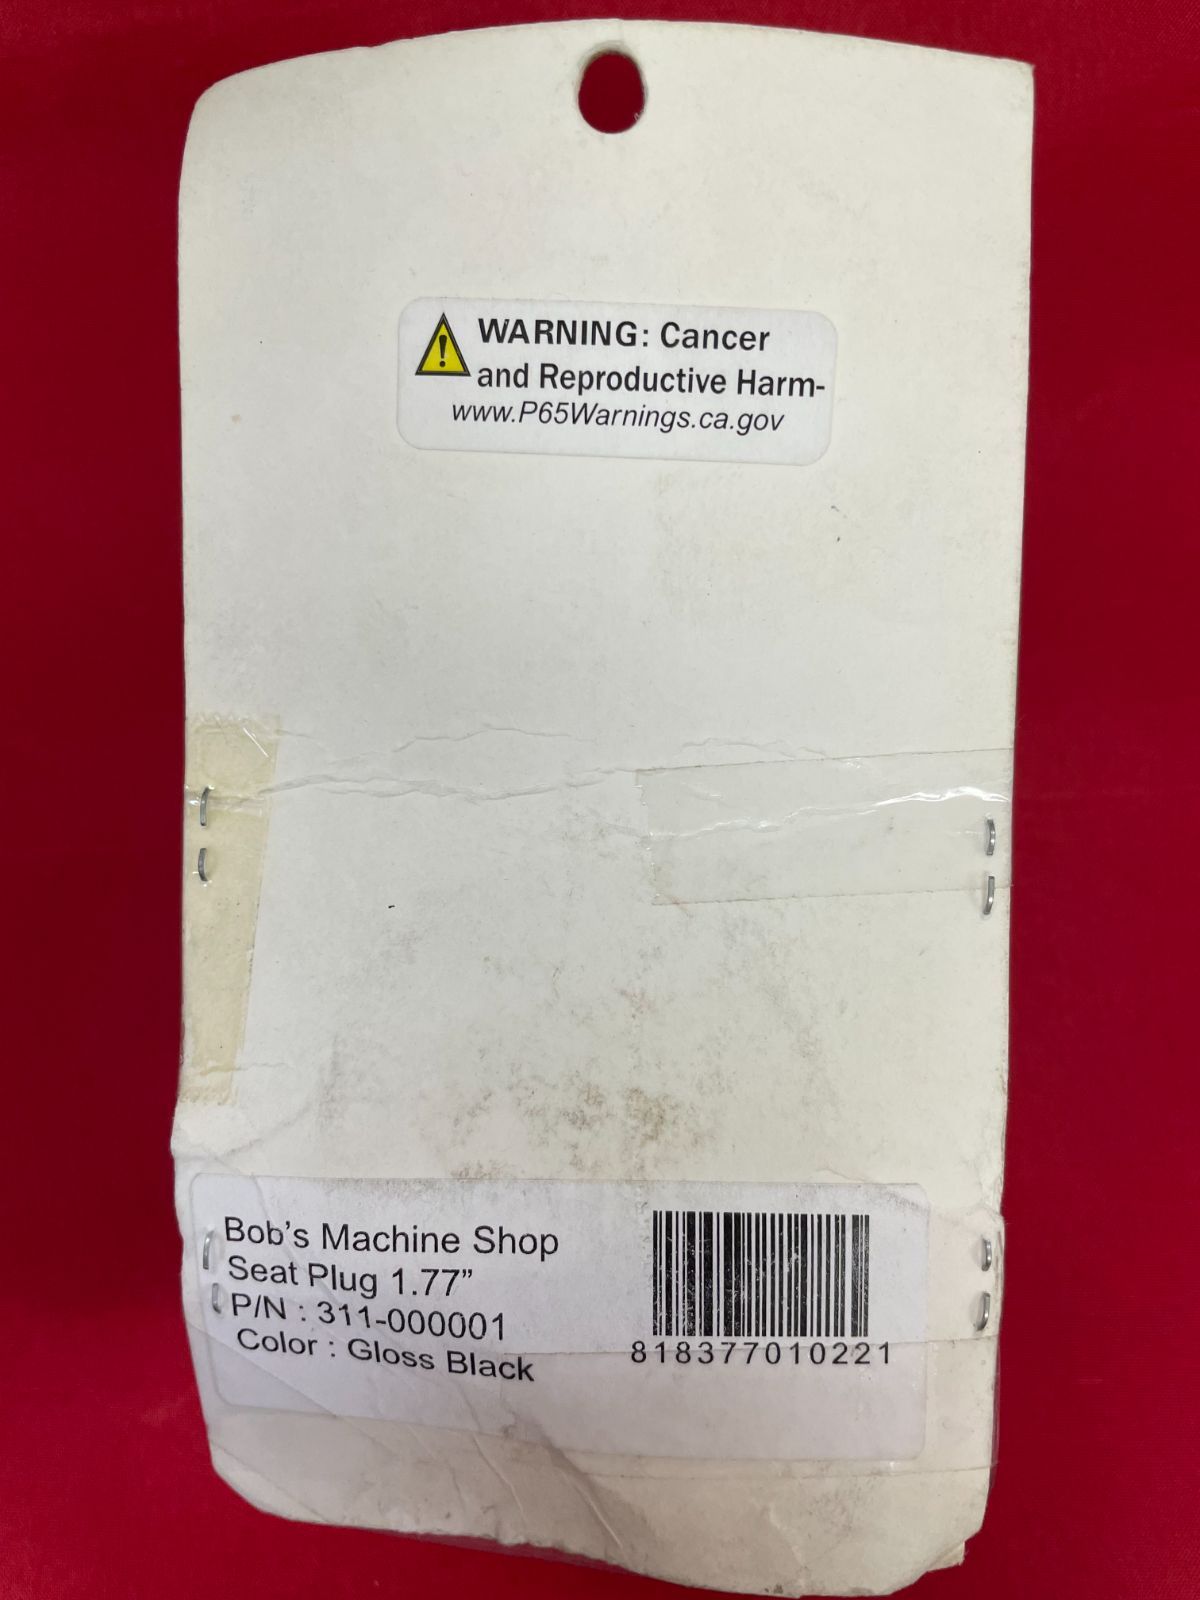 WARNING: Cancer
and Reproductive Harm-
www.P65Warnings.ca.gov
Bob's Machine Shop
Seat Plug 1.77”
P/N : 311-000001
Color : Gloss Black
818377010221